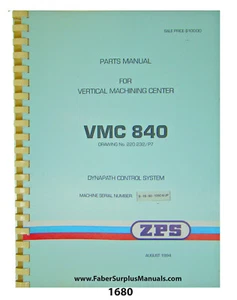 PARTS MANUAL
FOR
VERTICAL MACHINING CENTER
VMC 840
DYNAPATH CONTROL SYSTEM
MACHINE SERIAL NUMBER:
ZPS
AUGUST 1994
www.FaberSurplusManuals.com
1680